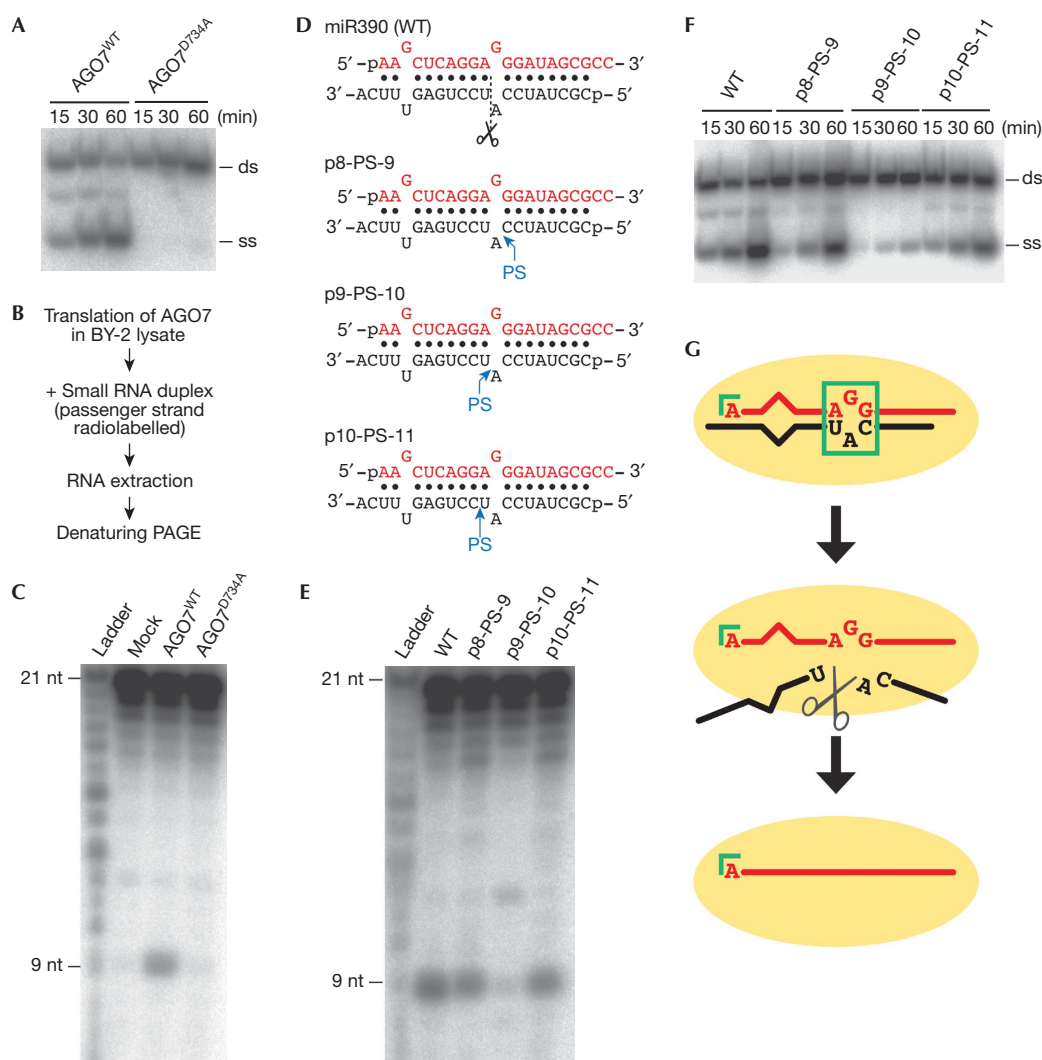 A
AGO7WT
AGO7D734A
15 30 60 15 30 60 (min)
ds
ss
B
Translation of AGO7
in BY-2 lysate
+ Small RNA duplex
(passenger strand
radiolabelled)
RNA extraction
Denaturing PAGE
C
Ladder
Mock
AGO7WT
AGO7D734A
21 nt
9 nt
D
miR390 (WT)
G G
5′ -pAA CUCAGGA GGAUAGCGCC- 3′
3′ -ACUU GAGUCCU CCUAUCGCp- 5′
U A
p8-PS-9
G G
5′ -pAA CUCAGGA GGAUAGCGCC- 3′
3′ -ACUU GAGUCCU CCUAUCGCp- 5′
U A
PS
p9-PS-10
G G
5′ -pAA CUCAGGA GGAUAGCGCC- 3′
3′ -ACUU GAGUCCU CCUAUCGCp- 5′
U A
PS
p10-PS-11
G G
5′ -pAA CUCAGGA GGAUAGCGCC- 3′
3′ -ACUU GAGUCCU CCUAUCGCp- 5′
U A
PS
E
Ladder
WT
p8-PS-9
p9-PS-10
p10-PS-11
21 nt
9 nt
F
WT
p8-PS-9
p9-PS-10
p10-PS-11
15 30 60 15 30 60 15 30 60 15 30 60 (min)
ds
ss
G
A AGG
UAC
A AGG
U AC
A